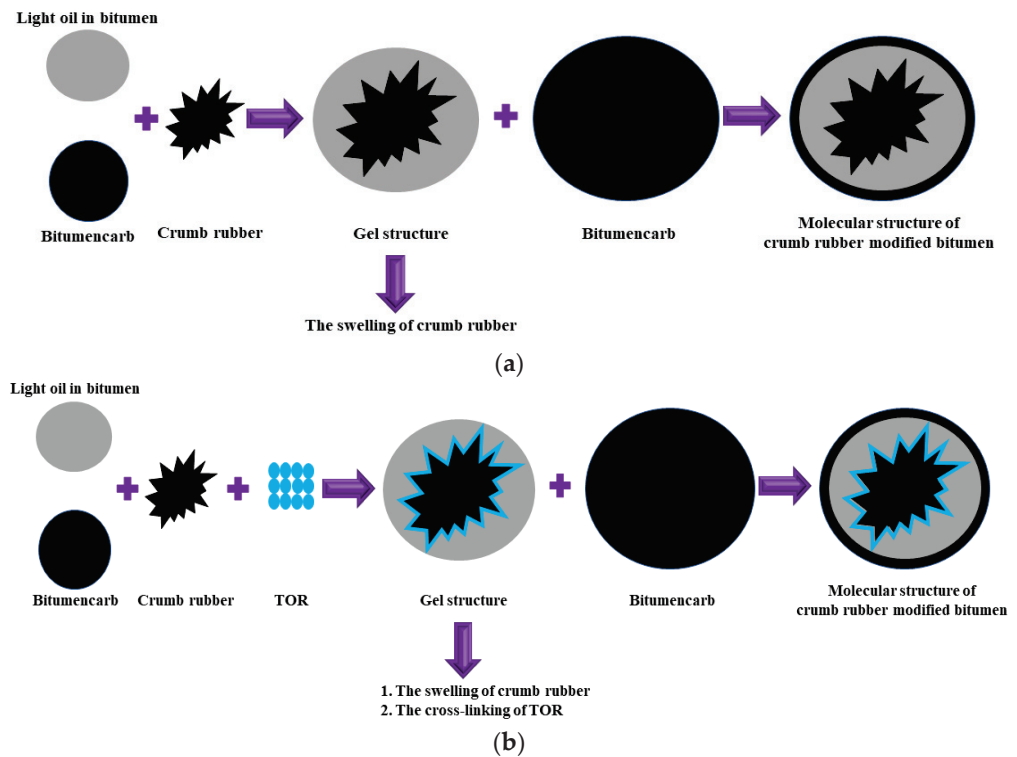 Light oil in bitumen
Bitumencarb
Crumb rubber
Gel structure
Bitumencarb
Molecular structure of
crumb rubber modified bitumen
The swelling of crumb rubber
(a)
Light oil in bitumen
Bitumencarb
Crumb rubber
TOR
Gel structure
Bitumencarb
Molecular structure of
crumb rubber modified bitumen
1. The swelling of crumb rubber
2. The cross-linking of TOR
(b)